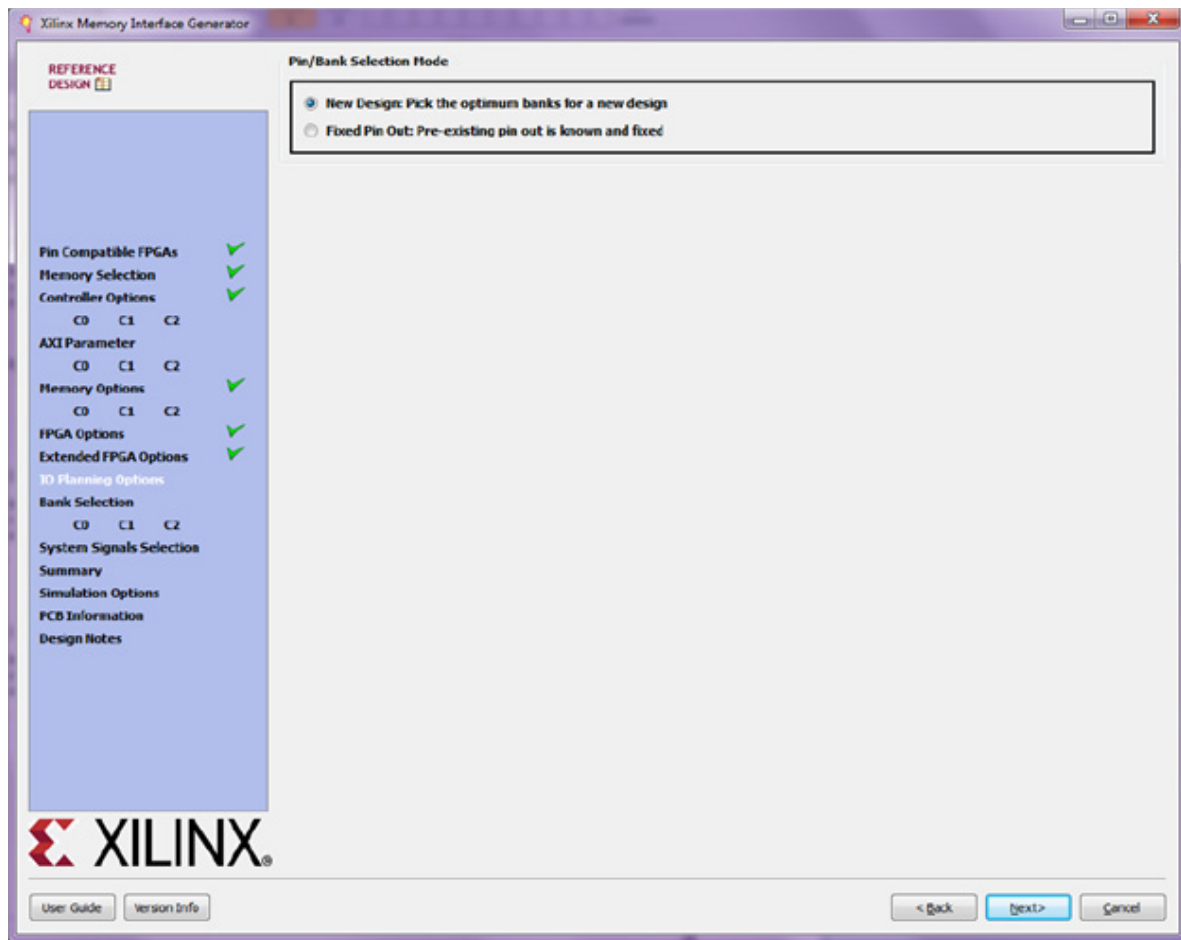 Xilinx Memory Interface Generator
REFERENCE
DESIGN
Pin/Bank Selection Mode
New Design: Pick the optimum banks for a new design
Fixed Pin Out: Pre-existing pin out is known and fixed
Pin Compatible FPGAs
Memory Selection
Controller Options
C0 C1 C2
AXI Parameter
C0 C1 C2
Memory Options
C0 C1 C2
FPGA Options
Extended FPGA Options
IO Planning Options
Bank Selection
C0 C1 C2
System Signals Selection
Summary
Simulation Options
PCB Information
Design Notes
XILINX®
User Guide Version Info < Back Next> Cancel